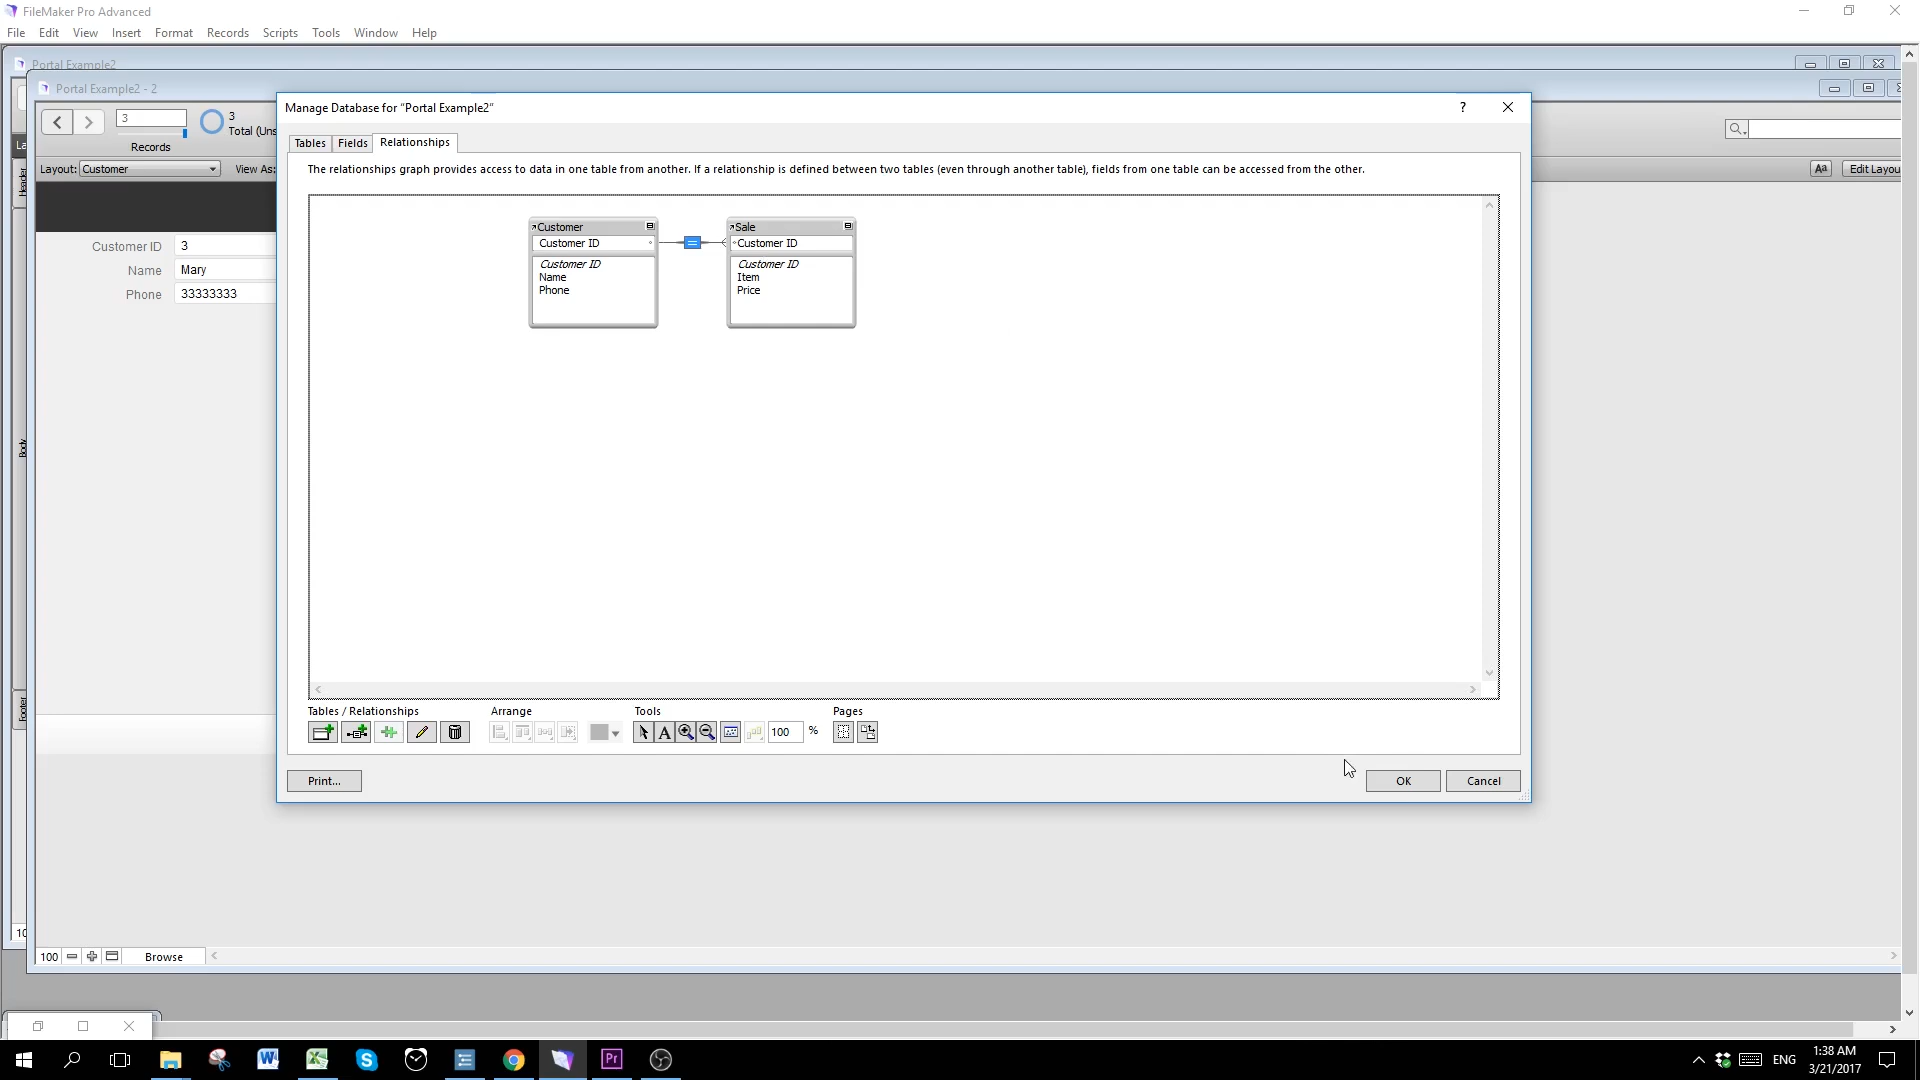 FileMaker Pro Advanced
File Edit View Insert Format Records Scripts Tools Window Help
Portal Example2
Portal Example2 - 2
3
3
Total (Uns
Records
Layout: Customer View As:
Aa Edit Layou
Header
Body
Footer
Customer ID 3
Name Mary
Phone 33333333
Manage Database for "Portal Example2"
?
Tables Fields Relationships
The relationships graph provides access to data in one table from another. If a relationship is defined between two tables (even through another table), fields from one table can be accessed from the other.
Customer
Customer ID
Customer ID
Name
Phone
=
Sale
Customer ID
Customer ID
Item
Price
Tables / Relationships Arrange Tools Pages
A 100 %
Print... OK Cancel
10
100 Browse
ENG
1:38 AM
3/21/2017